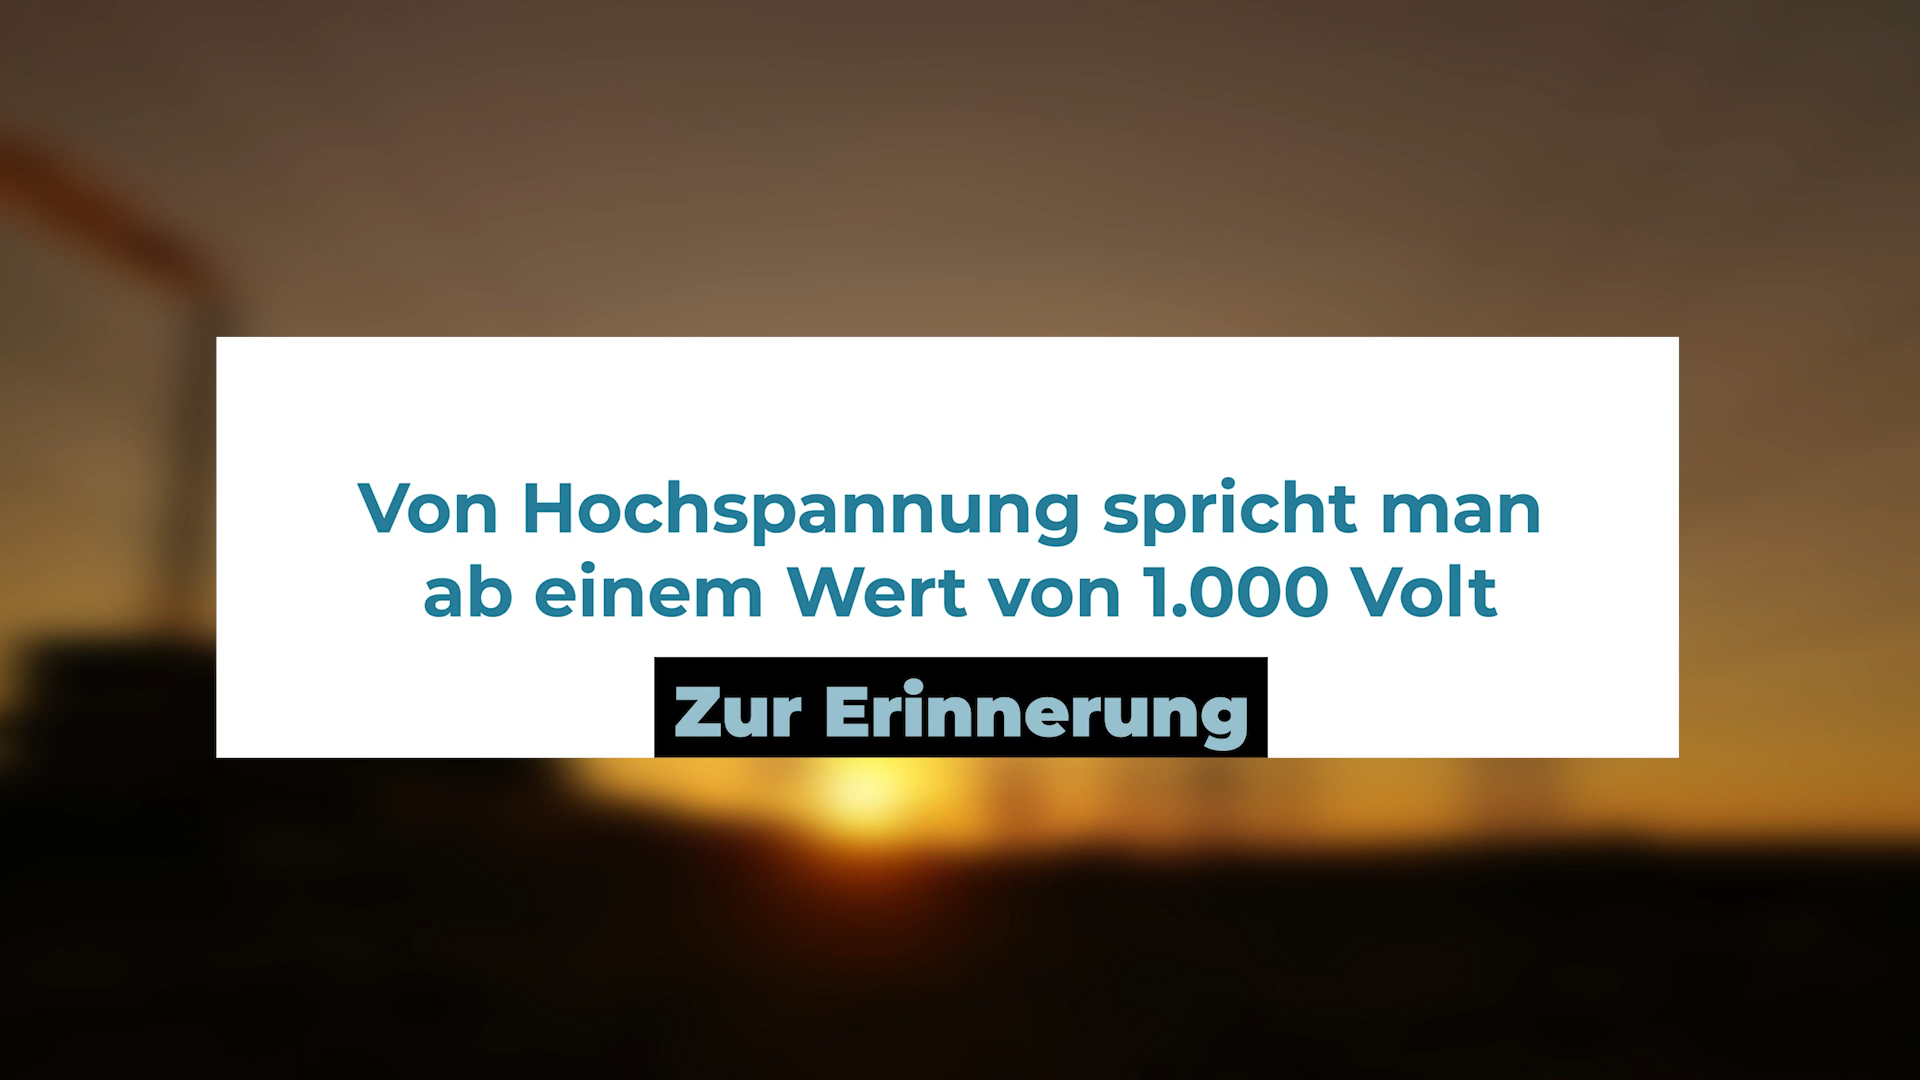 Von Hochspannung spricht man
ab einem Wert von 1.000 Volt
Zur Erinnerung